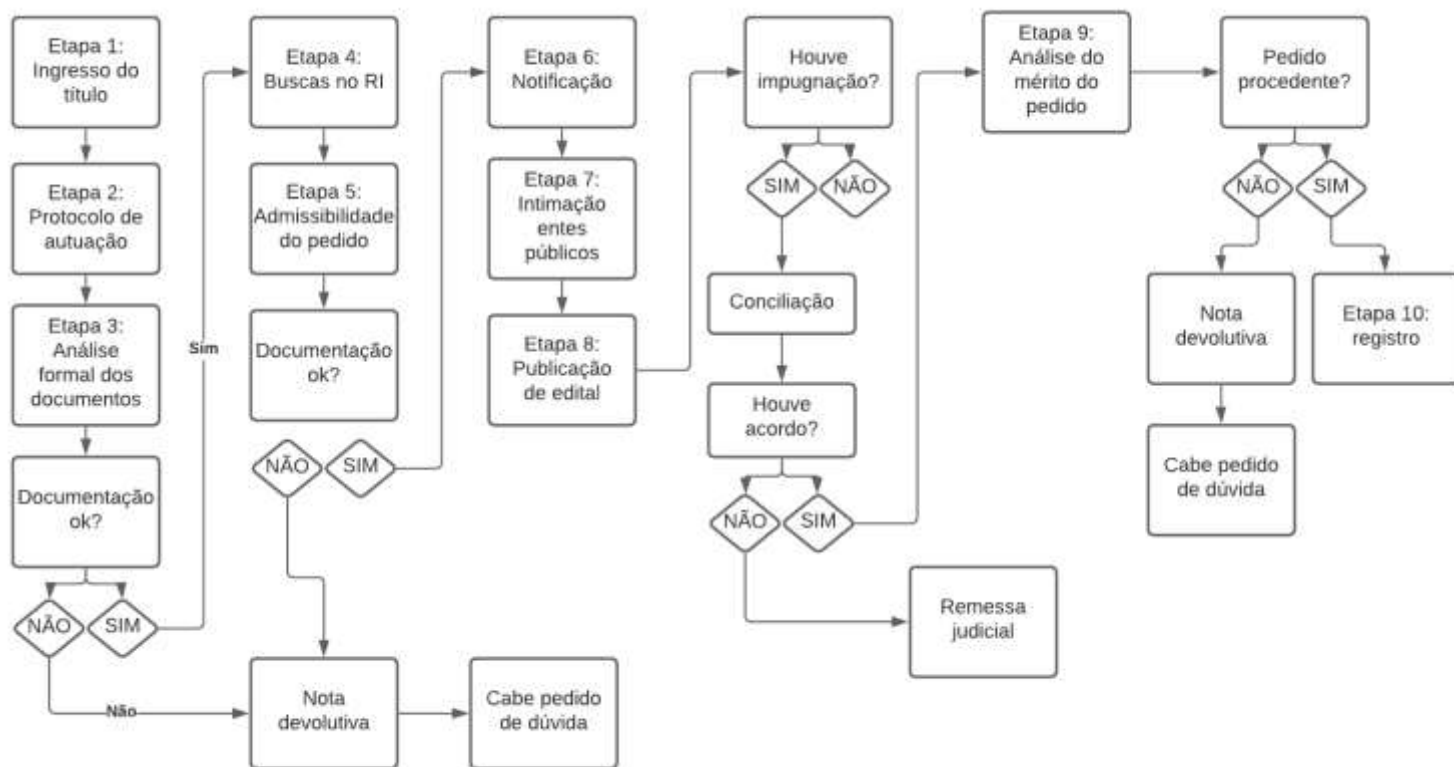 Etapa 1:
Ingresso do
título
Etapa 2:
Protocolo de
autuação
Etapa 3:
Análise
formal dos
documentos
Documentação
ok?
NÃO
SIM
Não
Sim
Etapa 4:
Buscas no RI
Etapa 5:
Admissibilidade
do pedido
Documentação
ok?
NÃO
SIM
Nota
devolutiva
Cabe pedido
de dúvida
Etapa 6:
Notificação
Etapa 7:
Intimação
entes
públicos
Etapa 8:
Publicação
de edital
Houve
impugnação?
SIM
NÃO
Conciliação
Houve
acordo?
NÃO
SIM
Remessa
judicial
Etapa 9:
Análise do
mérito do
pedido
Pedido
procedente?
NÃO
SIM
Nota
devolutiva
Etapa 10:
registro
Cabe pedido
de dúvida